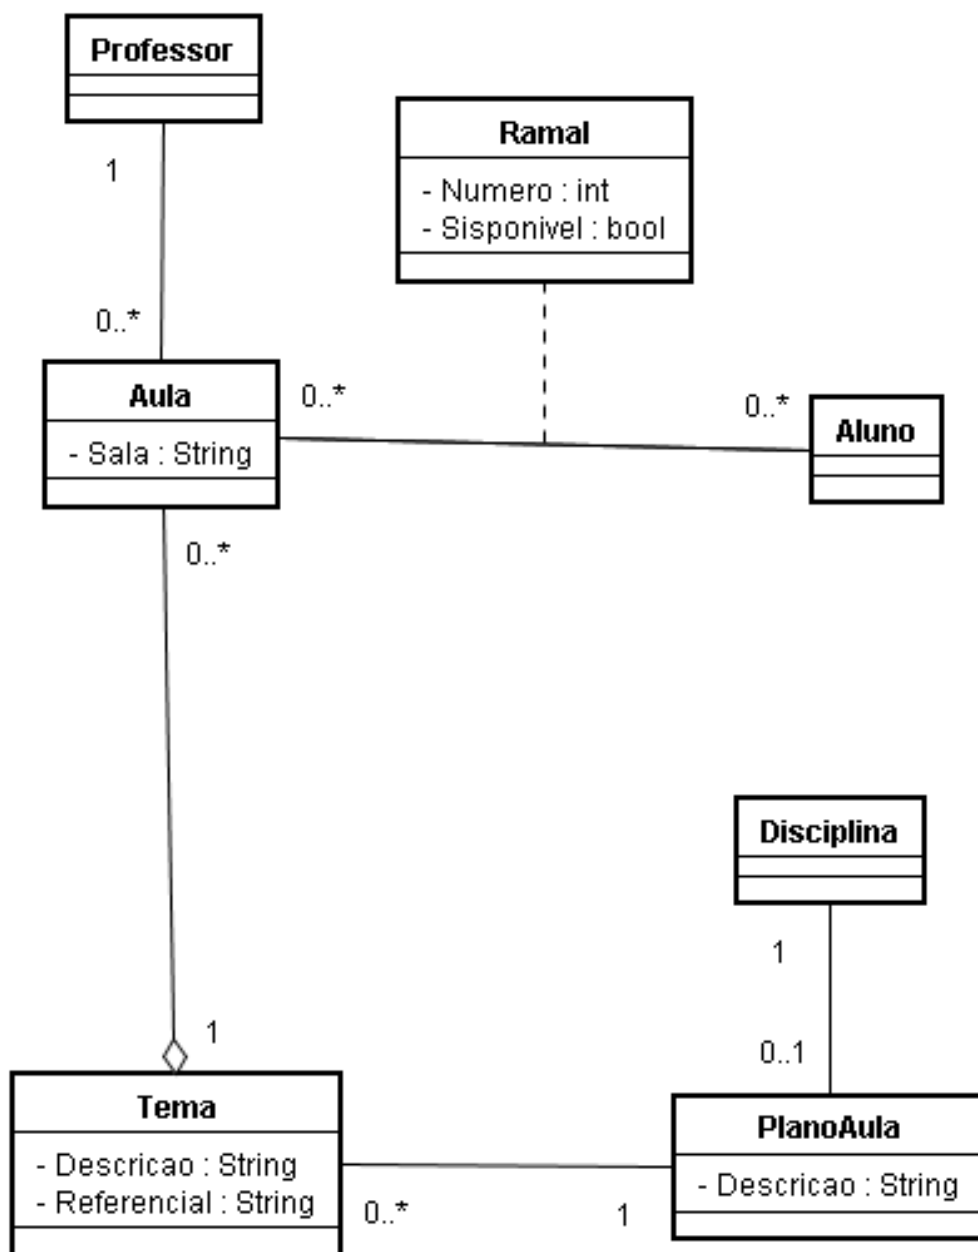 Professor
1
0..*
Ramal
- Numero : int
- Sisponivel : bool
Aula
- Sala : String
0..*
0..*
Aluno
0..*
Disciplina
1
0..1
1
Tema
- Descricao : String
- Referencial : String
0..*
1
PlanoAula
- Descricao : String